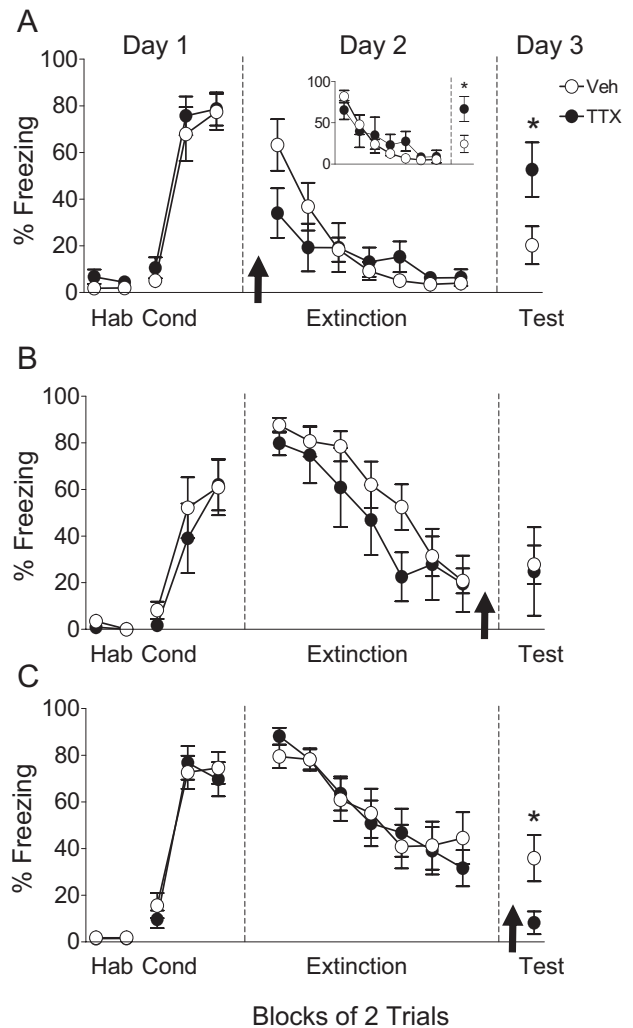 A
Day 1 Day 2 Day 3
100
80
60
40
20
0
% Freezing
100
50
0
*
*
Veh
TTX
Hab Cond Extinction Test
B
100
80
60
40
20
0
% Freezing
Hab Cond Extinction Test
C
100
80
60
40
20
0
% Freezing
*
Hab Cond Extinction Test
Blocks of 2 Trials